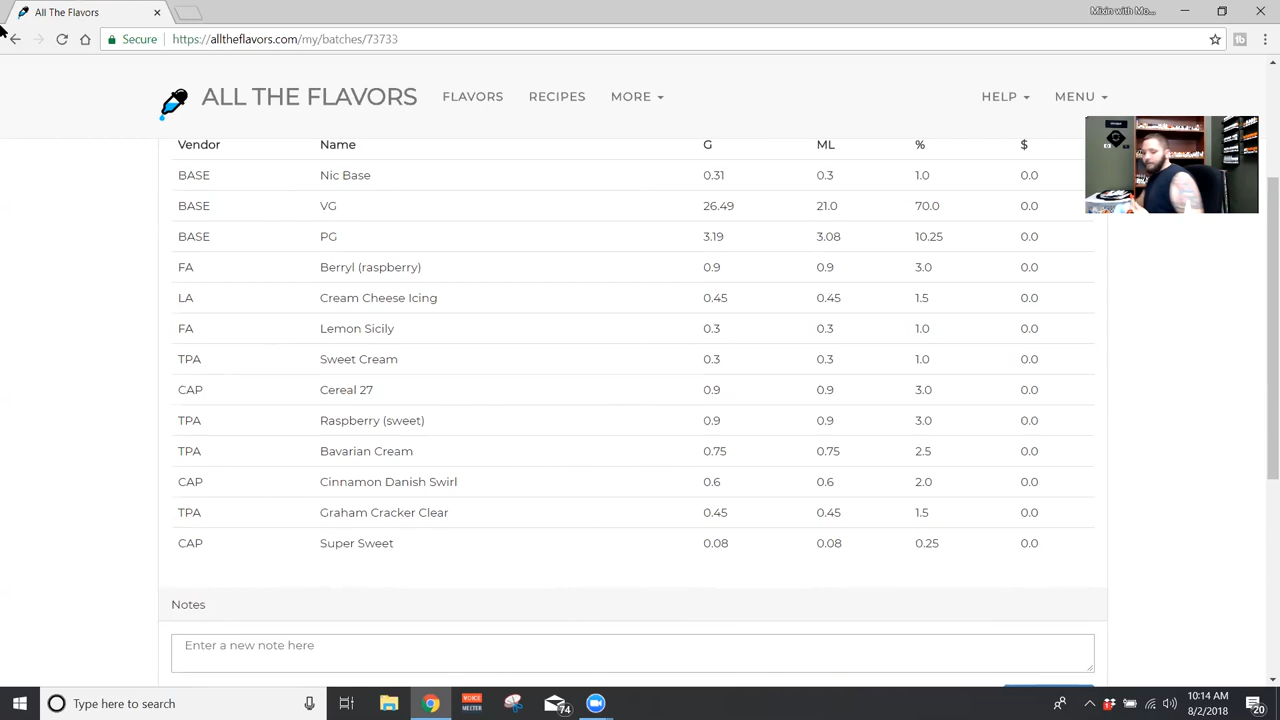 All The Flavors
Mixin with Mo...
Secure https://alltheflavors.com/my/batches/73733
ALL THE FLAVORS FLAVORS RECIPES MORE HELP MENU
Vendor Name G ML % $
BASE Nic Base 0.31 0.3 1.0 0.0
BASE VG 26.49 21.0 70.0 0.0
BASE PG 3.19 3.08 10.25 0.0
FA Berryl (raspberry) 0.9 0.9 3.0 0.0
LA Cream Cheese Icing 0.45 0.45 1.5 0.0
FA Lemon Sicily 0.3 0.3 1.0 0.0
TPA Sweet Cream 0.3 0.3 1.0 0.0
CAP Cereal 27 0.9 0.9 3.0 0.0
TPA Raspberry (sweet) 0.9 0.9 3.0 0.0
TPA Bavarian Cream 0.75 0.75 2.5 0.0
CAP Cinnamon Danish Swirl 0.6 0.6 2.0 0.0
TPA Graham Cracker Clear 0.45 0.45 1.5 0.0
CAP Super Sweet 0.08 0.08 0.25 0.0
Notes
Enter a new note here
Type here to search
VOICE MEETER
74
10:14 AM
8/2/2018
20